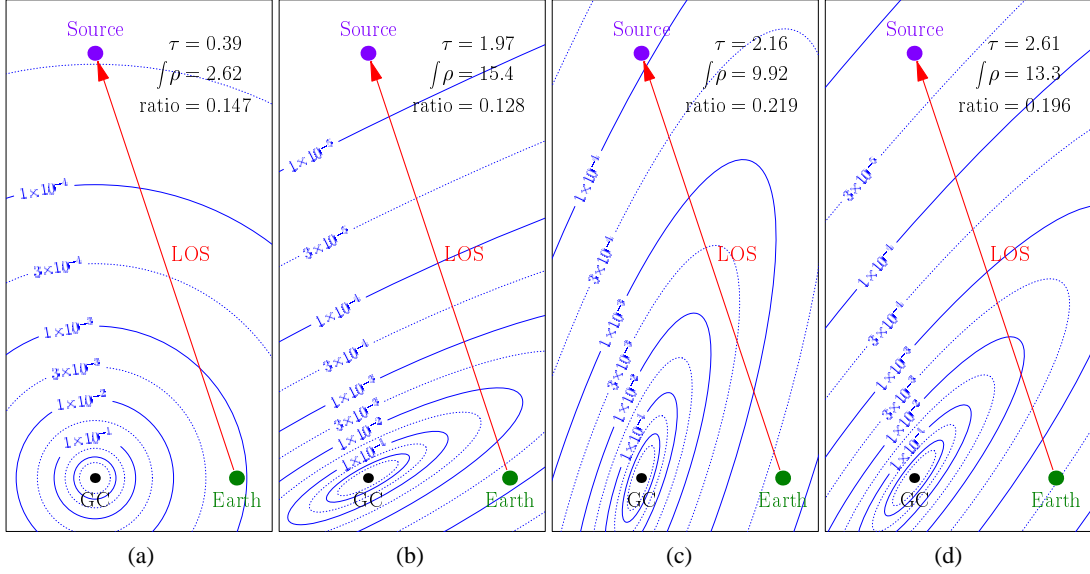 Source
τ = 0.39
∫ρ = 2.62
ratio = 0.147
1×10⁻⁴
LOS
3×10⁻⁴
1×10⁻³
3×10⁻³
1×10⁻²
1×10⁻¹
GC
Earth
(a)
Source
τ = 1.97
∫ρ = 15.4
ratio = 0.128
1×10⁻⁵
3×10⁻⁵
LOS
1×10⁻⁴
3×10⁻⁴
1×10⁻³
3×10⁻³
1×10⁻²
1×10⁻¹
GC
Earth
(b)
Source
τ = 2.16
∫ρ = 9.92
ratio = 0.219
1×10⁻⁴
LOS
3×10⁻⁴
1×10⁻³
3×10⁻³
1×10⁻²
1×10⁻¹
GC
Earth
(c)
Source
τ = 2.61
∫ρ = 13.3
ratio = 0.196
3×10⁻⁵
LOS
1×10⁻⁴
3×10⁻⁴
1×10⁻³
3×10⁻³
1×10⁻²
1×10⁻¹
GC
Earth
(d)